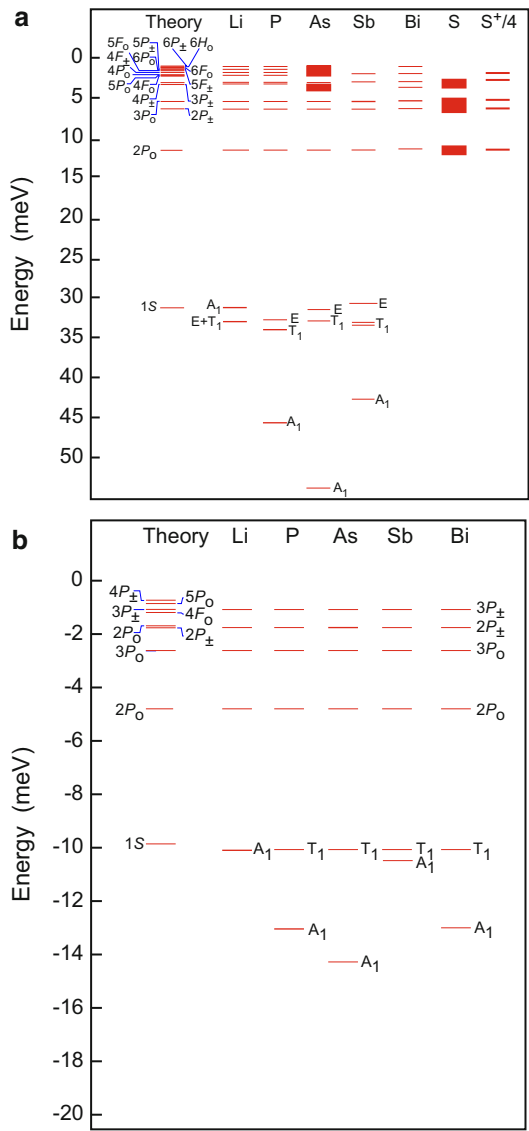 a
Theory Li P As Sb Bi S S+/4
5Fo 5P± 6P± 6Ho
4F± 6Po
4Po 6Fo
5Po 4Fo 5F±
4P± 3P±
3Po 2P±
2Po
1S A1 E E E
E+T1 T1 T1 T1
A1 A1
A1
0
5
10
15
20
25
30
35
40
45
50
Energy (meV)
b
Theory Li P As Sb Bi
4P± 5Po
3P± 4Fo 3P±
2Po 2P± 2P±
3Po 3Po
2Po 2Po
1S A1 T1 T1 T1 T1
A1
A1 A1
A1
0
-2
-4
-6
-8
-10
-12
-14
-16
-18
-20
Energy (meV)